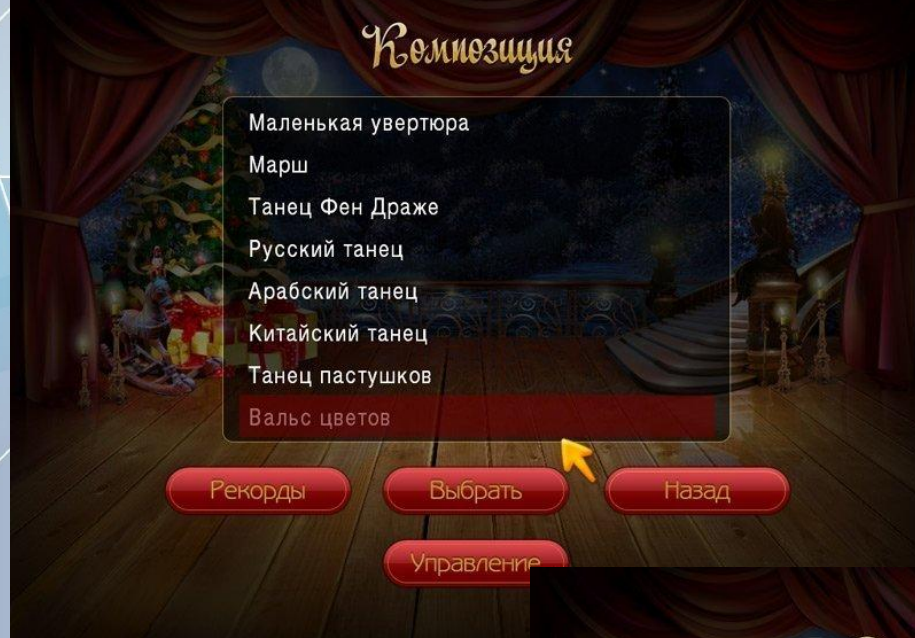 Композиция
Маленькая увертюра
Марш
Танец Фен Драже
Русский танец
Арабский танец
Китайский танец
Танец пастушков
Вальс цветов
Рекорды Выбрать Назад
Управление